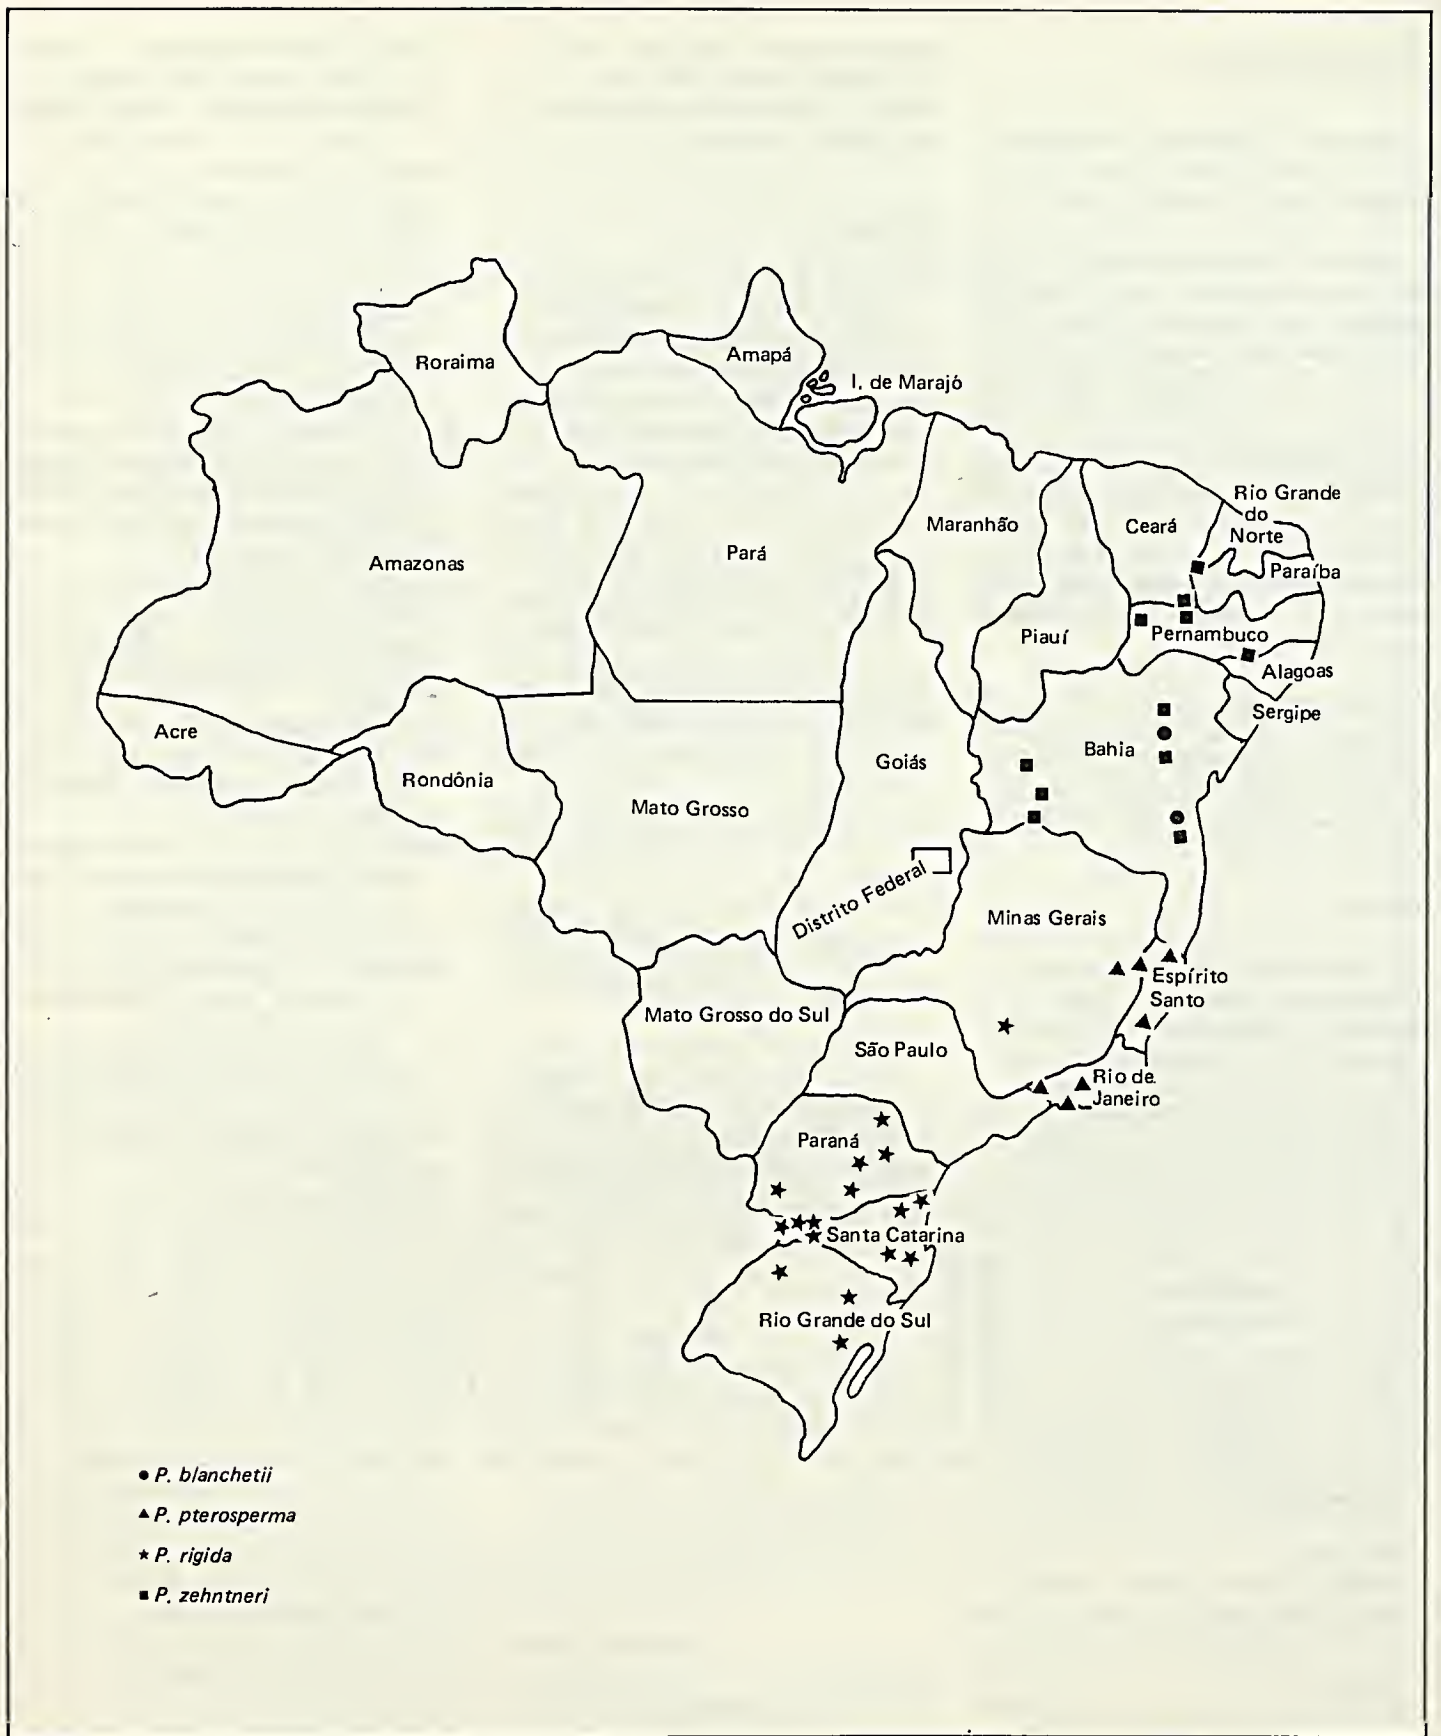 Roraima
Amapá
I. de Marajó
Amazonas
Pará
Maranhão
Ceará
Rio Grande
do
Norte
Paraíba
Piauí
Pernambuco
Alagoas
Sergipe
Acre
Rondônia
Mato Grosso
Goiás
Bahia
Distrito Federal
Minas Gerais
Espírito
Santo
Mato Grosso do Sul
São Paulo
Rio de
Janeiro
Paraná
Santa Catarina
Rio Grande do Sul
P. blanchetii
P. pterosperma
P. rigida
P. zehntneri